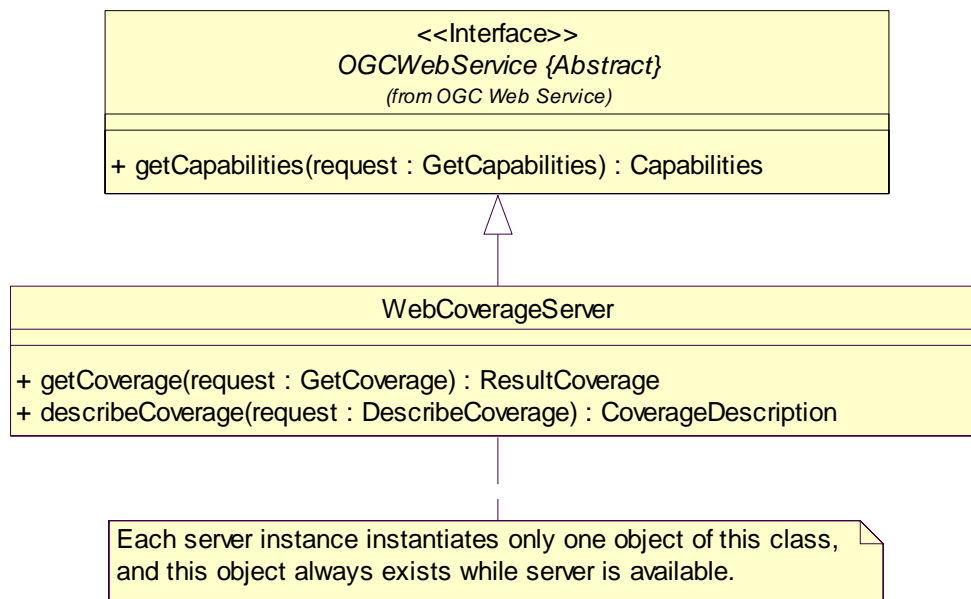 <<Interface>>
OGCWebService {Abstract}
(from OGC Web Service)
+ getCapabilities(request : GetCapabilities) : Capabilities
WebCoverageServer
+ getCoverage(request : GetCoverage) : ResultCoverage
+ describeCoverage(request : DescribeCoverage) : CoverageDescription
Each server instance instantiates only one object of this class,
and this object always exists while server is available.